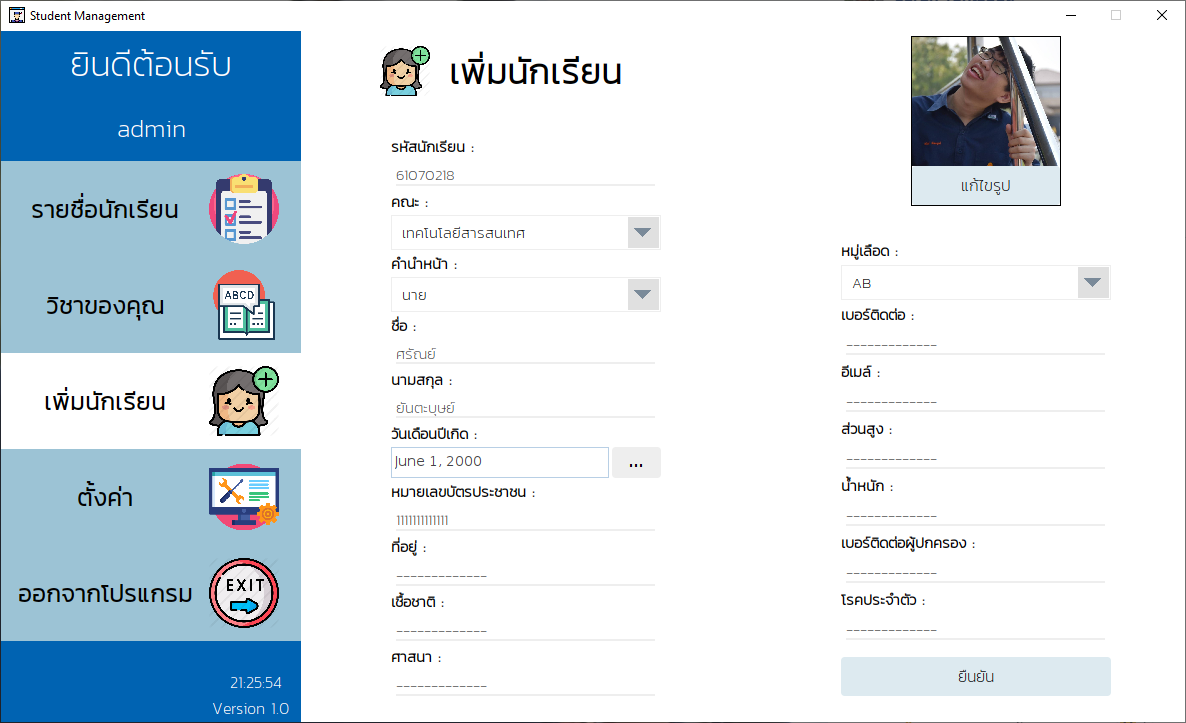 Student Management
ยินดีต้อนรับ
admin
รายชื่อนักเรียน
ABCD
วิชาของคุณ
เพิ่มนักเรียน
ตั้งค่า
ออกจากโปรแกรม
EXIT
21:25:54
Version 1.0
เพิ่มนักเรียน
รหัสนักเรียน :
61070218
คณะ :
เทคโนโลยีสารสนเทศ
คำนำหน้า :
นาย
ชื่อ :
ศรัณย์
นามสกุล :
ยันตะบุษย์
วันเดือนปีเกิด :
June 1, 2000
...
หมายเลขบัตรประชาชน :
1111111111111
ที่อยู่ :
-------------
เชื้อชาติ :
-------------
ศาสนา :
-------------
แก้ไขรูป
หมู่เลือด :
AB
เบอร์ติดต่อ :
-------------
อีเมล์ :
-------------
ส่วนสูง :
-------------
น้ำหนัก :
-------------
เบอร์ติดต่อผู้ปกครอง :
-------------
โรคประจำตัว :
-------------
ยืนยัน